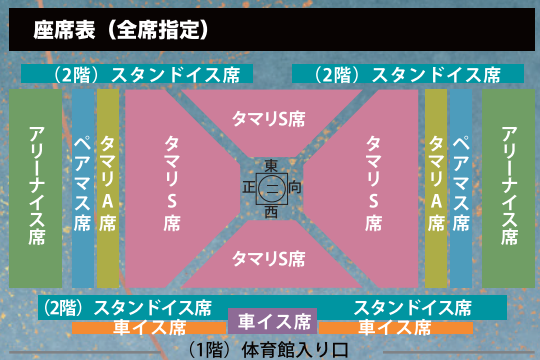 座席表（全席指定）
（2階）スタンドイス席
（2階）スタンドイス席
アリーナイス席
ペアマス席
タマリA席
タマリS席
タマリS席
タマリS席
タマリA席
ペアマス席
アリーナイス席
東
正
向
西
タマリS席
（2階）スタンドイス席
スタンドイス席
車イス席
車イス席
車イス席
（1階）体育館入り口